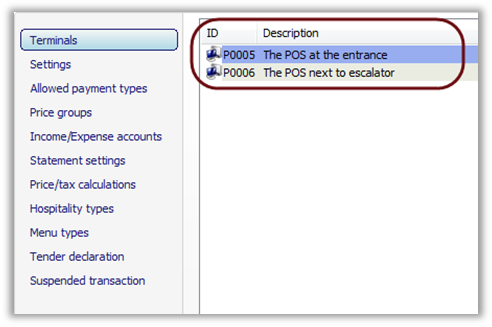 Terminals
Settings
Allowed payment types
Price groups
Income/Expense accounts
Statement settings
Price/tax calculations
Hospitality types
Menu types
Tender declaration
Suspended transaction
ID Description
P0005 The POS at the entrance
P0006 The POS next to escalator